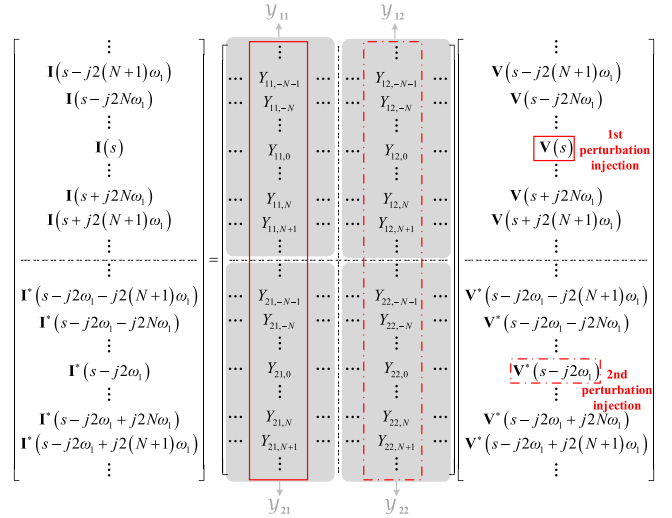 𝒴₁₁ 𝒴₁₂
⋮ ⋮ ⋮ ⋮
I(s−j2(N+1)ω₁) ⋯ Y₁₁,₋N₋₁ ⋯ ⋯ Y₁₂,₋N₋₁ ⋯ V(s−j2(N+1)ω₁)
I(s−j2Nω₁) ⋯ Y₁₁,₋N ⋯ ⋯ Y₁₂,₋N ⋯ V(s−j2Nω₁)
⋮ ⋮ ⋮ ⋮ 1st
I(s) ⋯ Y₁₁,₀ ⋯ ⋯ Y₁₂,₀ ⋯ V(s) perturbation
⋮ ⋮ ⋮ ⋮ injection
I(s+j2Nω₁) ⋯ Y₁₁,N ⋯ ⋯ Y₁₂,N ⋯ V(s+j2Nω₁)
I(s+j2(N+1)ω₁) ⋯ Y₁₁,N₊₁ ⋯ ⋯ Y₁₂,N₊₁ ⋯ V(s+j2(N+1)ω₁)
⋮ = ⋮ ⋮ ⋮
⋮ ⋮ ⋮ ⋮
I*(s−j2ω₁−j2(N+1)ω₁) ⋯ Y₂₁,₋N₋₁ ⋯ ⋯ Y₂₂,₋N₋₁ ⋯ V*(s−j2ω₁−j2(N+1)ω₁)
I*(s−j2ω₁−j2Nω₁) ⋯ Y₂₁,₋N ⋯ ⋯ Y₂₂,₋N ⋯ V*(s−j2ω₁−j2Nω₁)
⋮ ⋮ ⋮ ⋮
I*(s−j2ω₁) ⋯ Y₂₁,₀ ⋯ ⋯ Y₂₂,₀ ⋯ V*(s−j2ω₁) 2nd
⋮ ⋮ ⋮ ⋮ perturbation
injection
I*(s−j2ω₁+j2Nω₁) ⋯ Y₂₁,N ⋯ ⋯ Y₂₂,N ⋯ V*(s−j2ω₁+j2Nω₁)
I*(s−j2ω₁+j2(N+1)ω₁) ⋯ Y₂₁,N₊₁ ⋯ ⋯ Y₂₂,N₊₁ ⋯ V*(s−j2ω₁+j2(N+1)ω₁)
⋮ ⋮ ⋮ ⋮
𝒴₂₁ 𝒴₂₂